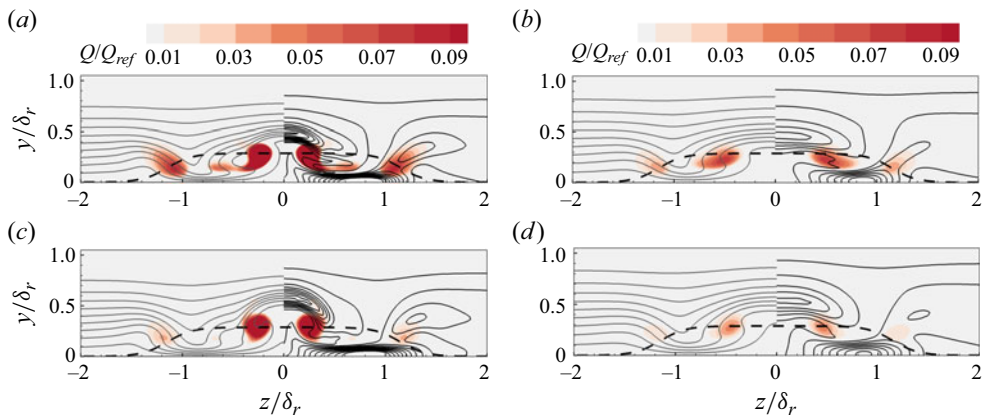 (a) (b)
Q/Q_ref 0.01 0.03 0.05 0.07 0.09 Q/Q_ref 0.01 0.03 0.05 0.07 0.09
1.0 1.0
y/δ_r 0.5 0.5
0 0
−2 −1 0 1 2 −2 −1 0 1 2
(c) (d)
1.0 1.0
y/δ_r 0.5 0.5
0 0
−2 −1 0 1 2 −2 −1 0 1 2
z/δ_r z/δ_r